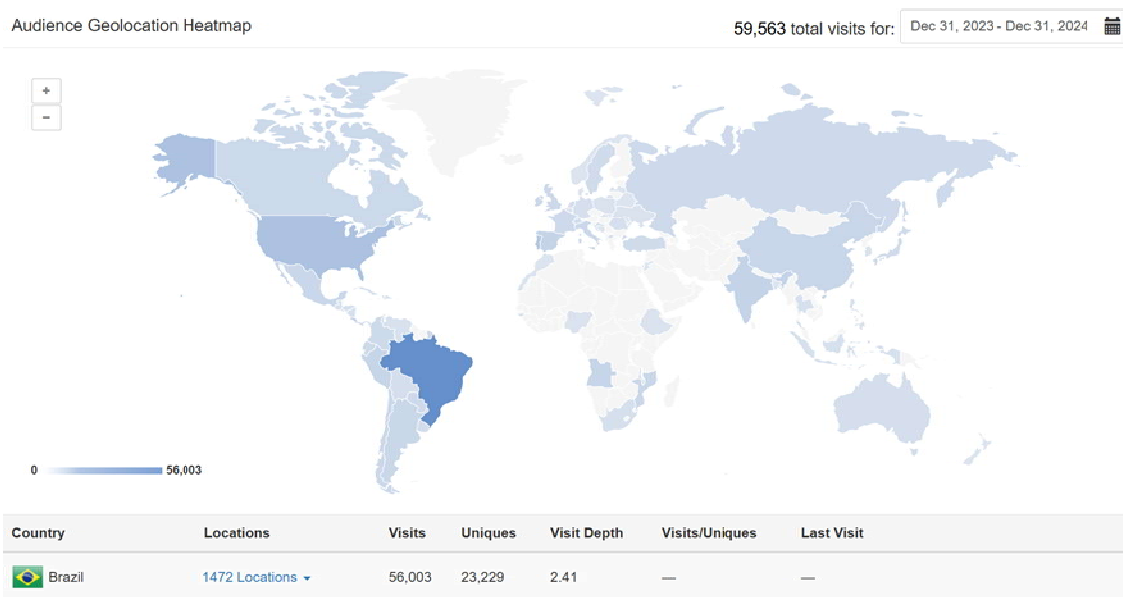 Audience Geolocation Heatmap
59,563 total visits for: Dec 31, 2023 - Dec 31, 2024
+
−
0 56,003
Country Locations Visits Uniques Visit Depth Visits/Uniques Last Visit
Brazil 1472 Locations 56,003 23,229 2.41 — —